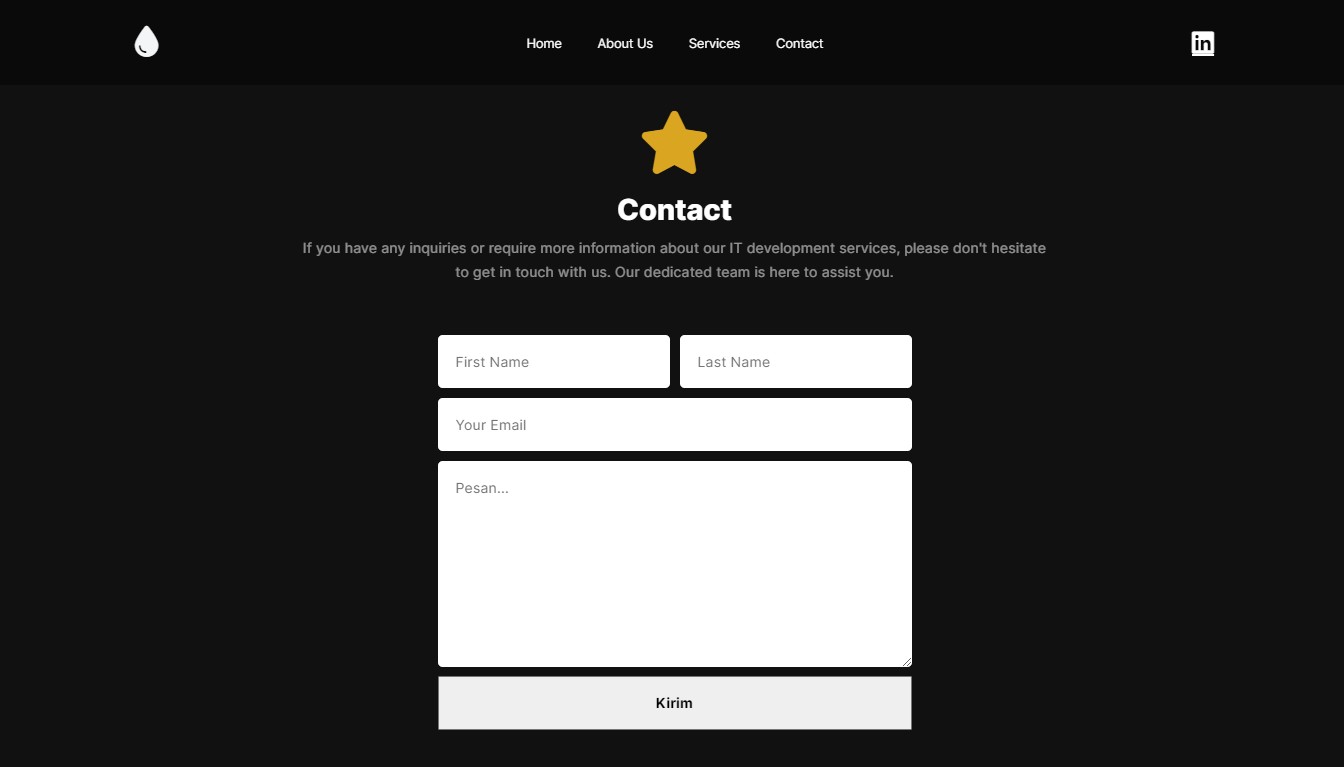 Home About Us Services Contact
in
Contact
If you have any inquiries or require more information about our IT development services, please don't hesitate
to get in touch with us. Our dedicated team is here to assist you.
First Name Last Name
Your Email
Pesan...
Kirim